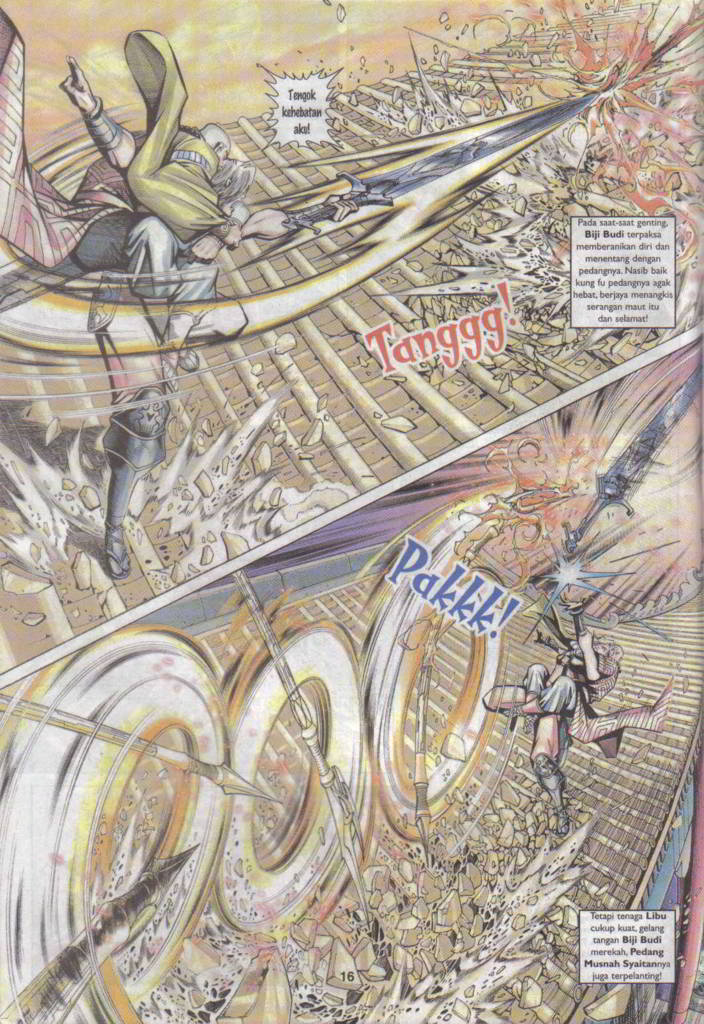 16
Tengok
kehebatan
aku!
Pada saat-saat genting,
Biji Budi terpaksa
memberanikan diri dan
menentang dengan
pedangnya. Nasib baik
kung fu pedangnya agak
hebat, berjaya menangkis
serangan maut itu
dan selamat!
Tanggg!
Pakkk!
Tetapi tenaga Libu
cukup kuat, gelang
tangan Biji Budi
merekah, Pedang
Musnah Syaitannya
juga terpelanting!
16